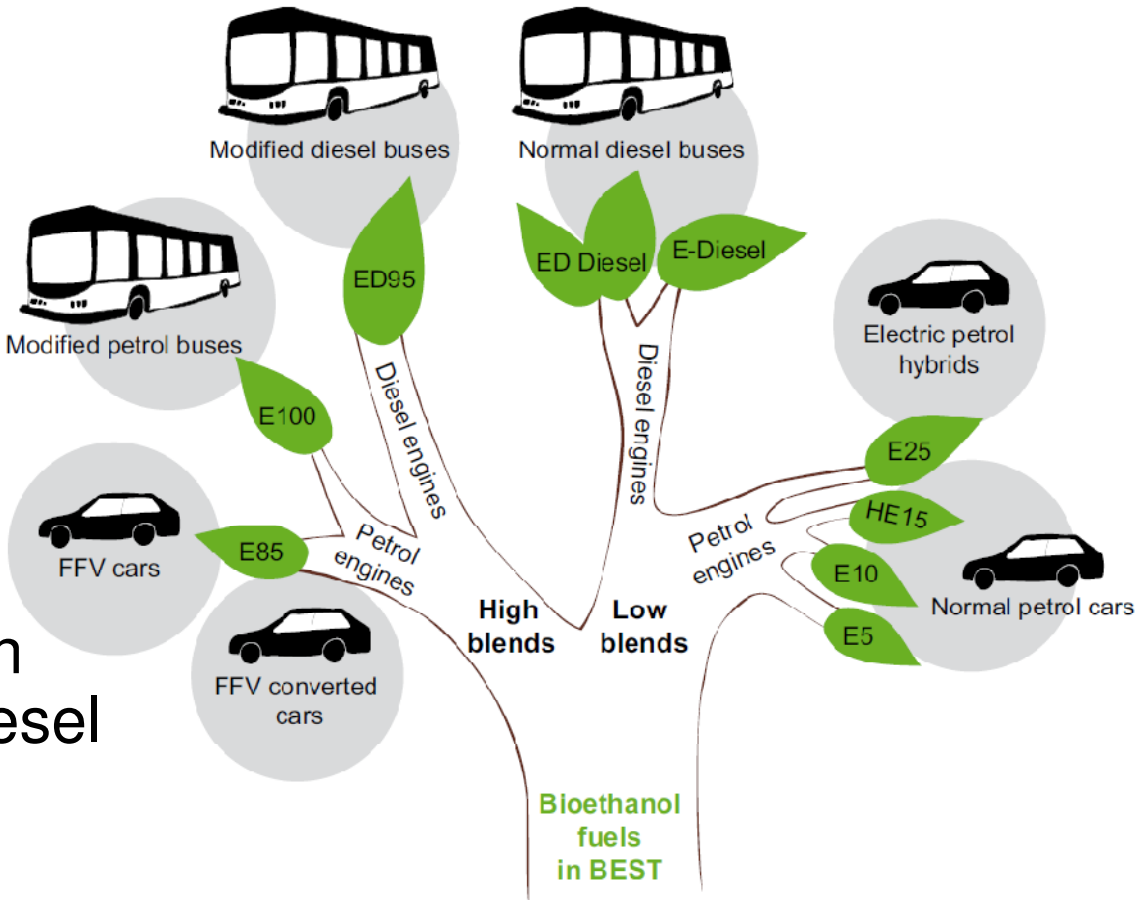 Modified diesel buses
Normal diesel buses
ED95
ED Diesel
E-Diesel
Modified petrol buses
Electric petrol
hybrids
E100
Diesel engines
Diesel engines
E25
HE15
E85
FFV cars
Petrol
engines
Petrol
engines
E10
Normal petrol cars
E5
High
blends
Low
blends
FFV converted
cars
n
esel
Bioethanol
fuels
in BEST